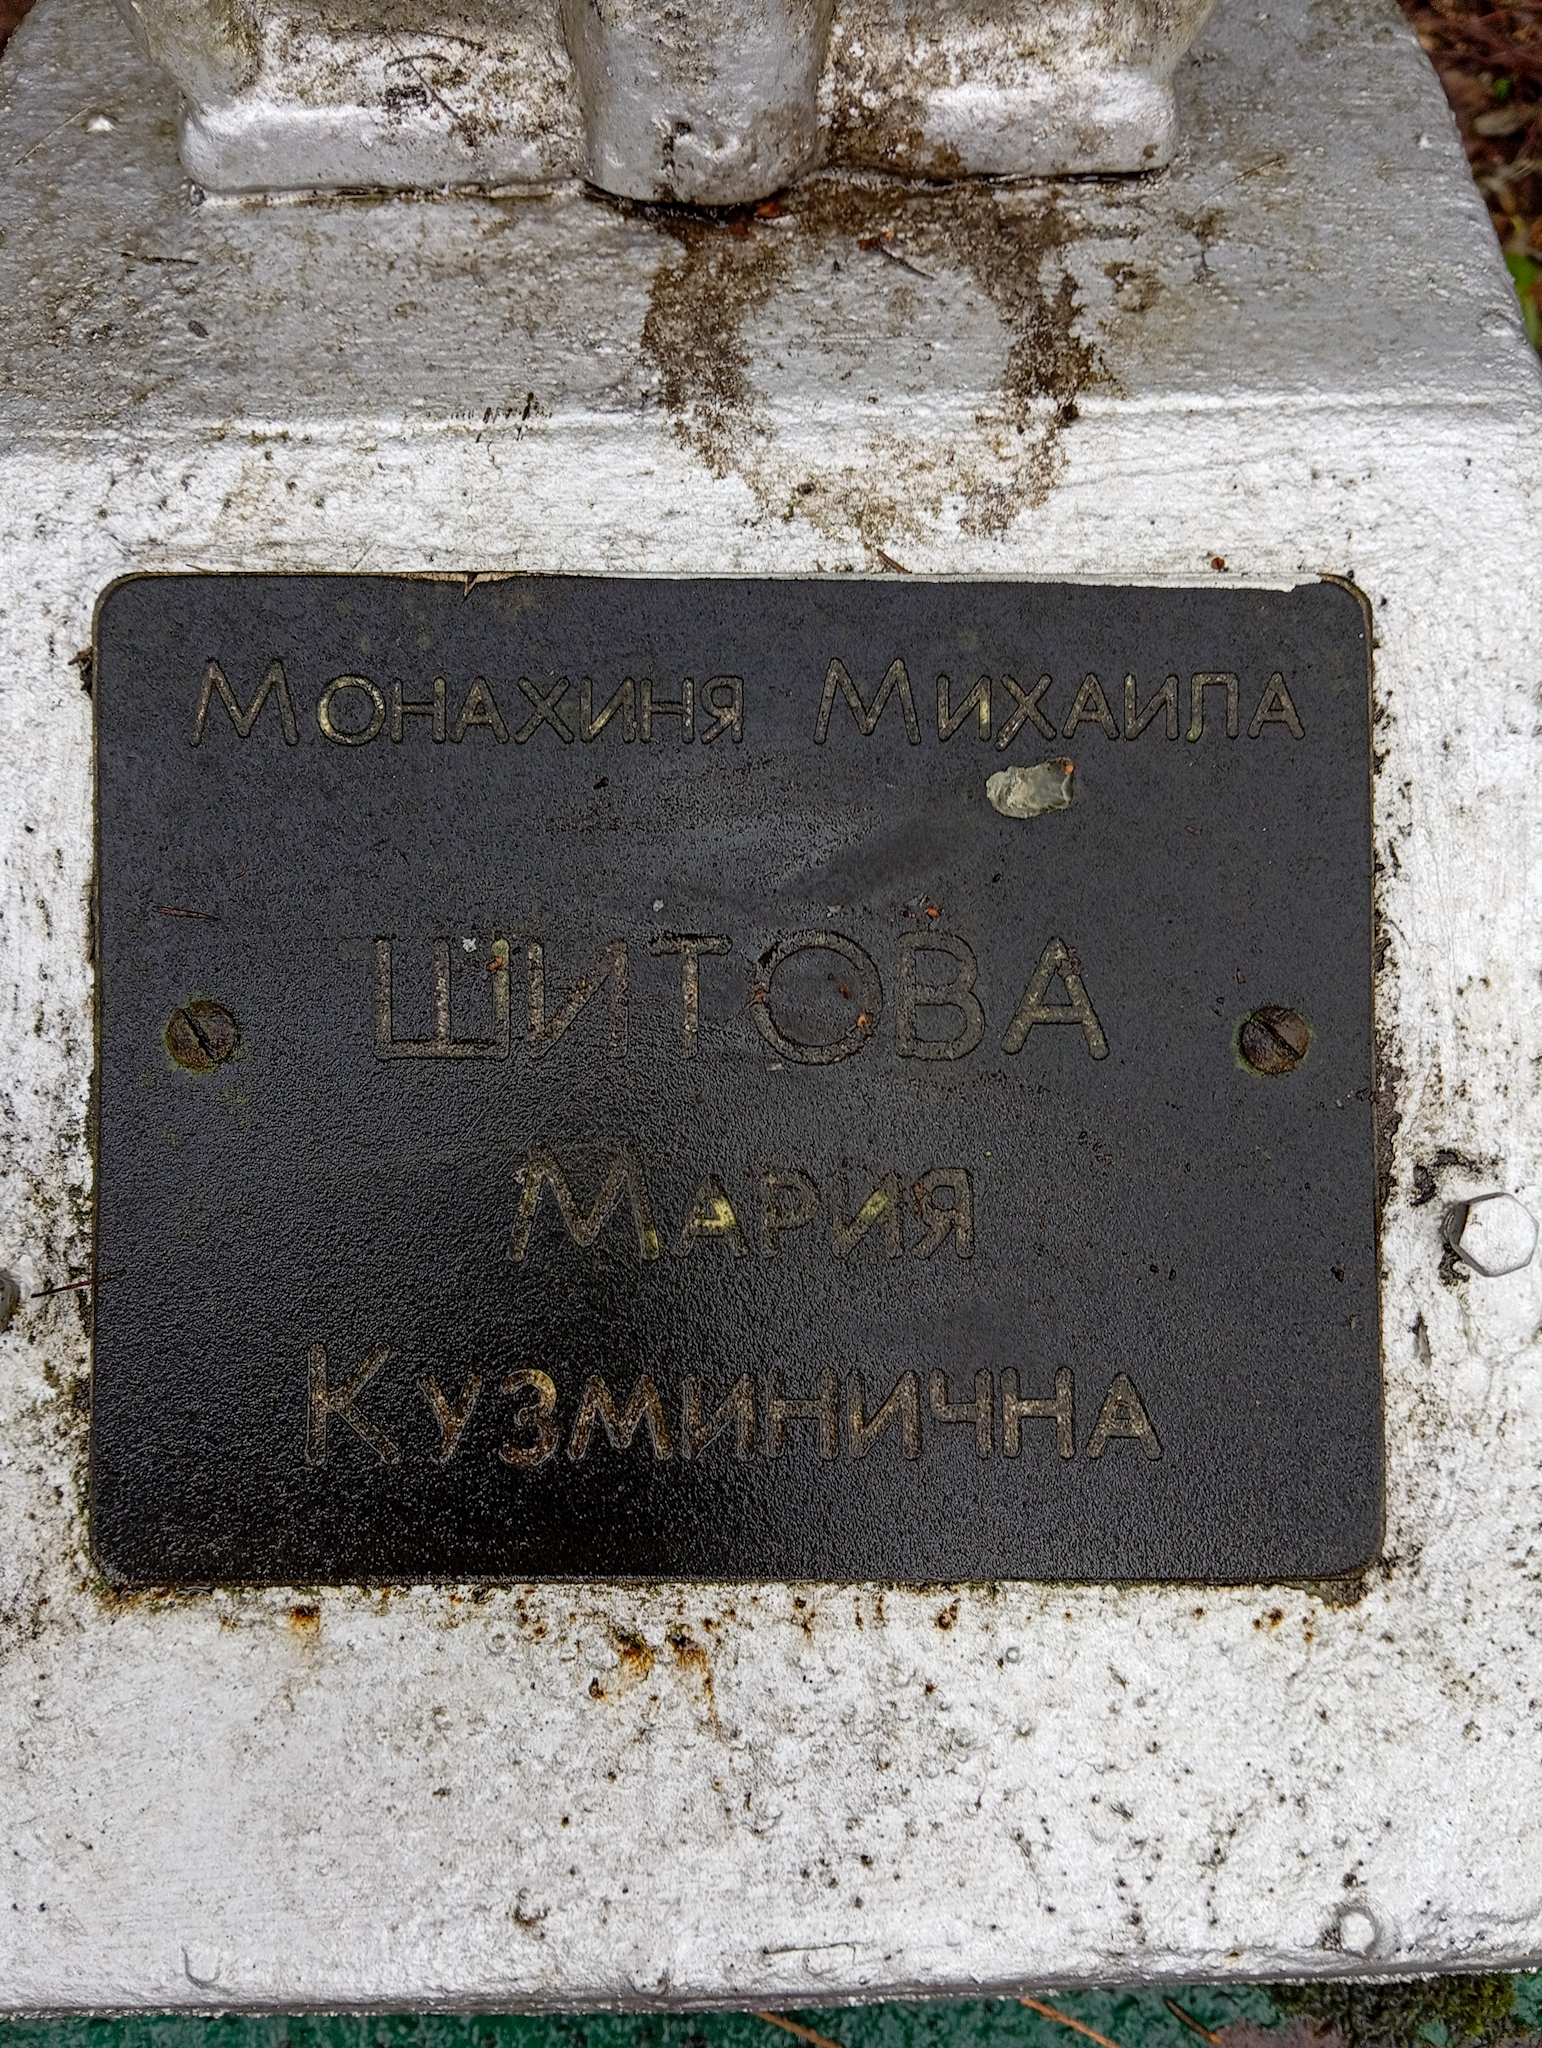 Монахиня Михаила
ШИТОВА
Мария
Кузминична